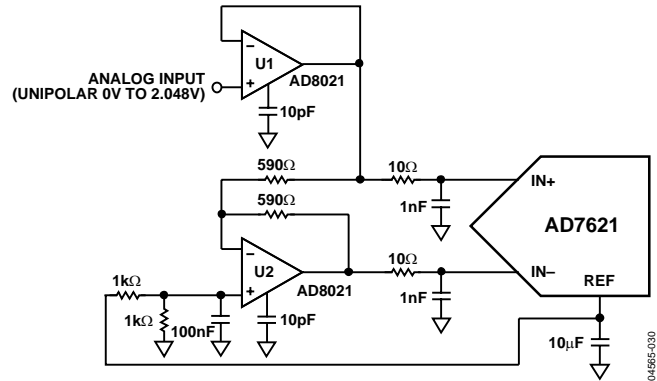 U1
AD8021
ANALOG INPUT
(UNIPOLAR 0V TO 2.048V)
10pF
590Ω
10Ω
IN+
590Ω
1nF
AD7621
U2
10Ω
IN–
1kΩ
AD8021
REF
1kΩ
100nF
10pF
1nF
10μF
04565-030